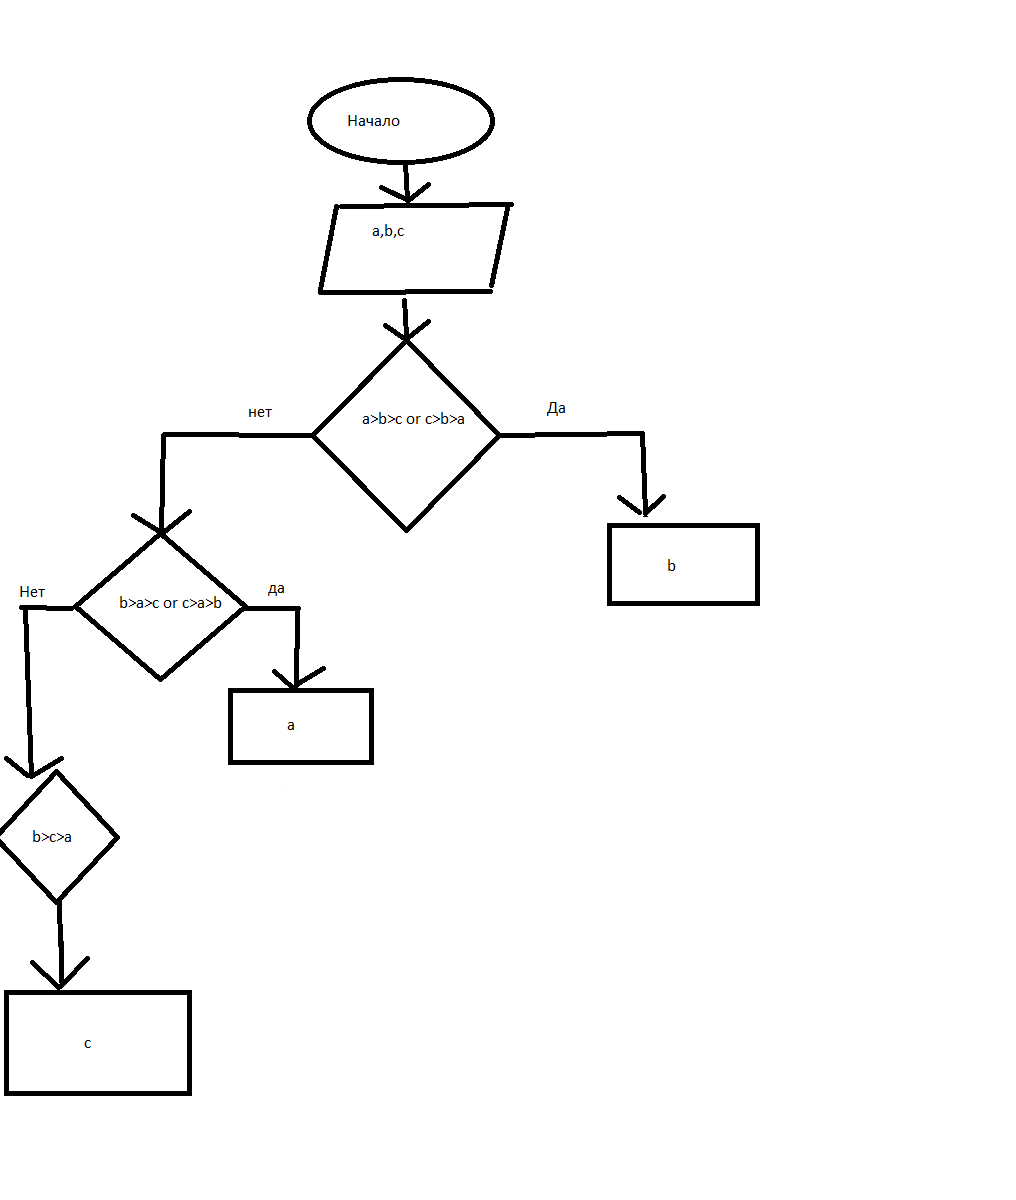 Начало
a,b,c
a>b>c or c>b>a
нет
Да
b
b>a>c or c>a>b
Нет
да
a
b>c>a
c